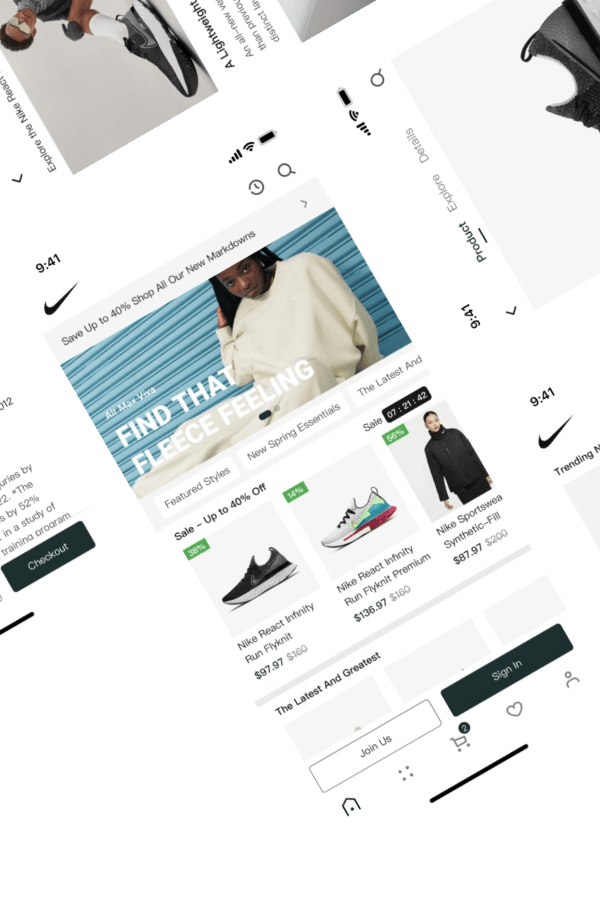 Explore the Nike React
A Lightweight
An all-new
than previou
distinct la
9:41
Save Up to 40% Shop All Our New Markdowns
Air Max Viva
FIND THAT
FLEECE FEELING
Featured Styles
New Spring Essentials
The Latest And
Sale – Up to 40% Off
Sale
07 : 21 : 42
38%
14%
56%
Nike React Infinity
Run Flyknit
$97.97 $160
Nike React Infinity
Run Flyknit Premium
$136.97 $160
Nike Sportswea
Synthetic-Fill
$87.97 $200
The Latest And Greatest
Join Us
Sign In
2
Product
Explore
Details
9:41
9:41
Trending N
012
uries by
22. *The
s by 52%
in a study of
training program
Checkout